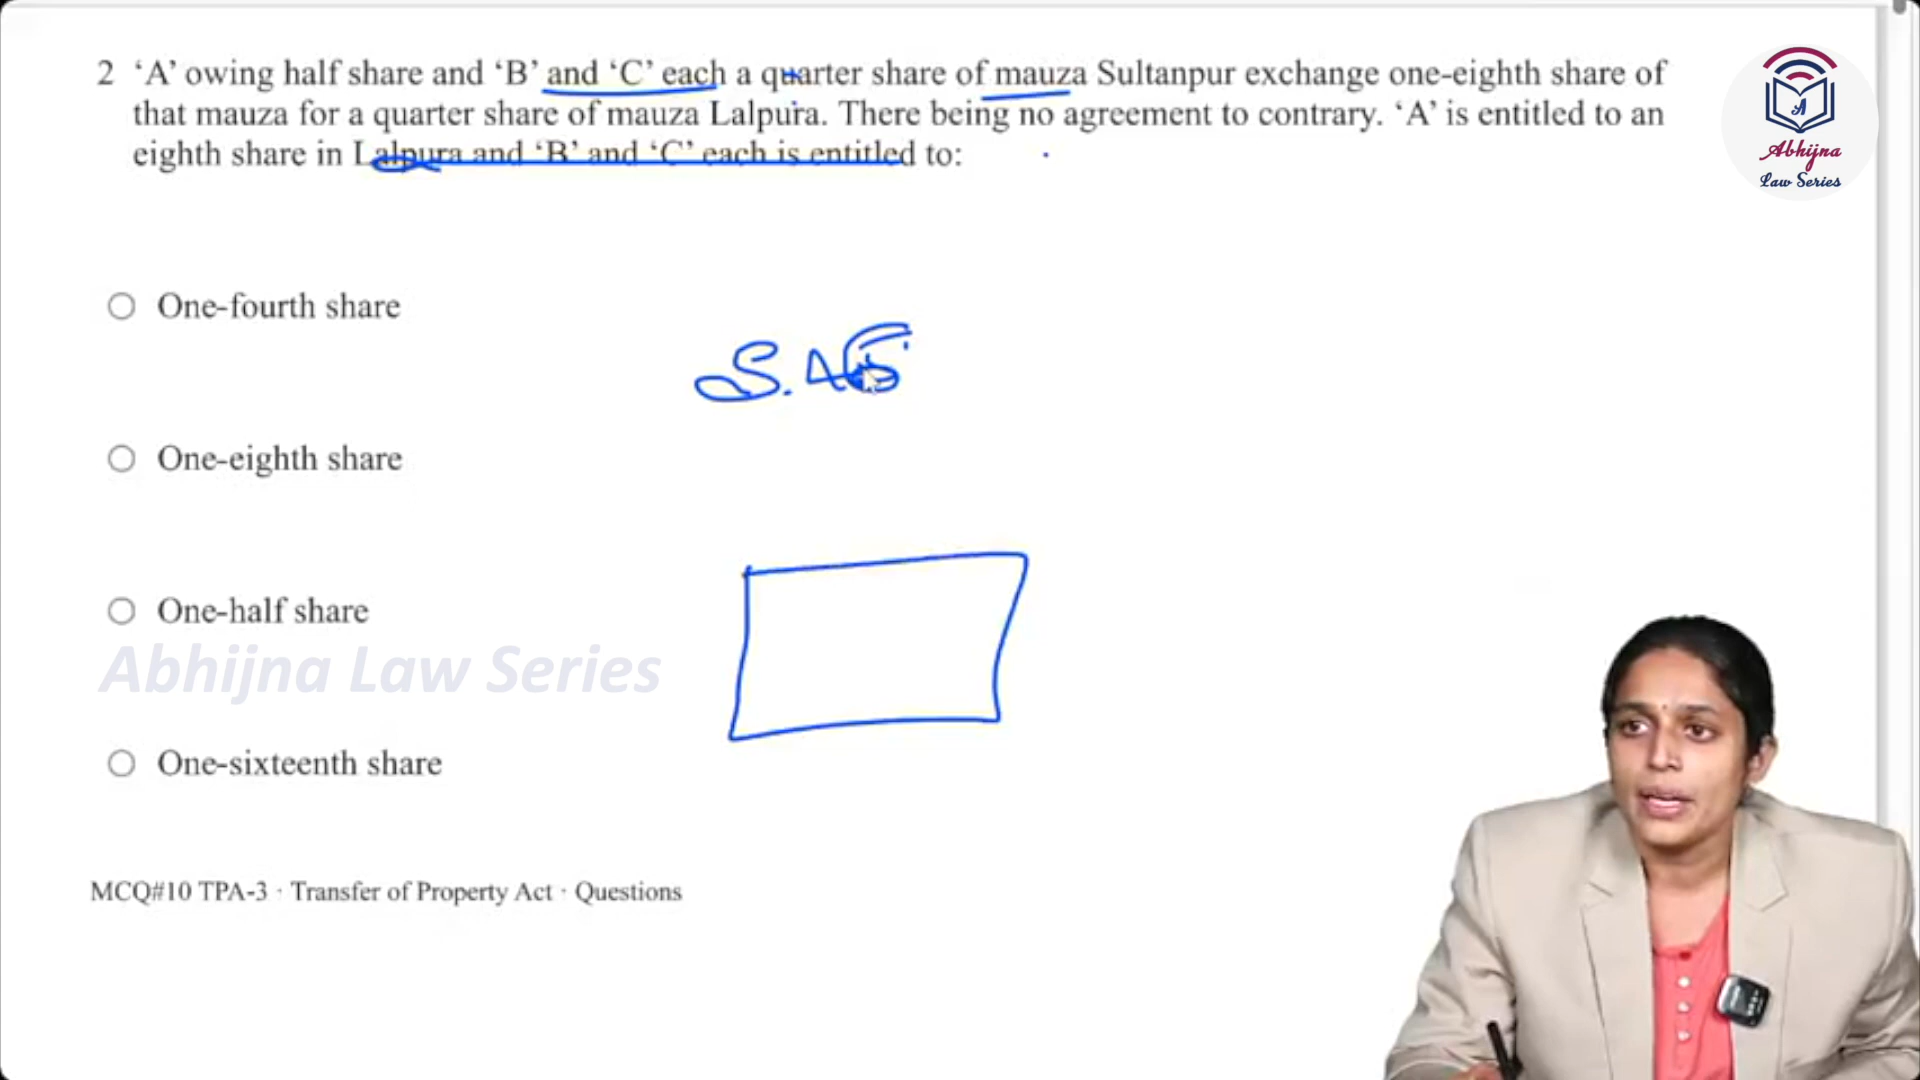 2 ‘A’ owing half share and ‘B’ and ‘C’ each a quarter share of mauza Sultanpur exchange one-eighth share of
that mauza for a quarter share of mauza Lalpura. There being no agreement to contrary. ‘A’ is entitled to an
eighth share in Lalpura and ‘B’ and ‘C’ each is entitled to:
A
Abhijna
Law Series
One-fourth share
One-eighth share
One-half share
Abhijna Law Series
One-sixteenth share
MCQ#10 TPA-3 · Transfer of Property Act · Questions